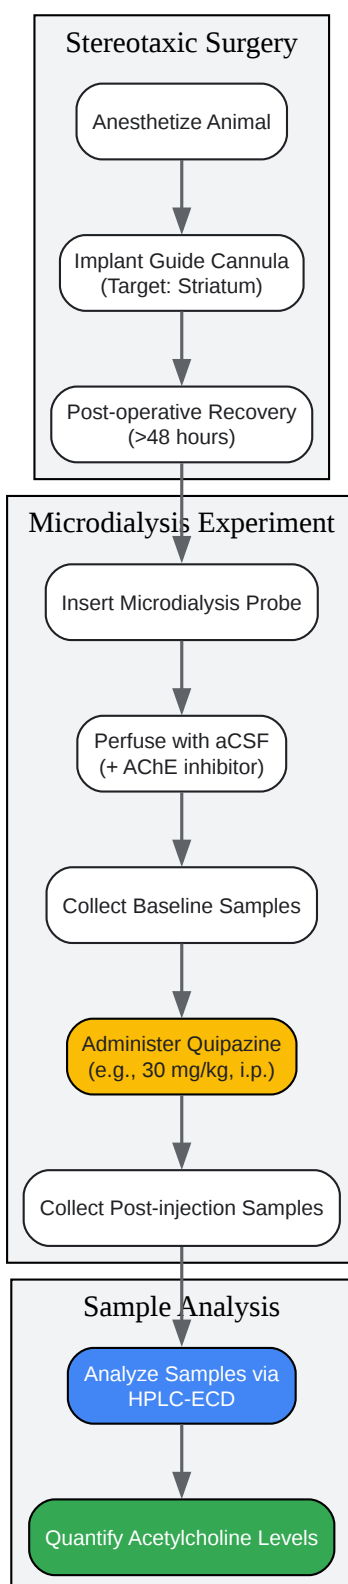 Stereotaxic Surgery
Anesthetize Animal
Implant Guide Cannula
(Target: Striatum)
Post-operative Recovery
(>48 hours)
Microdialysis Experiment
Insert Microdialysis Probe
Perfuse with aCSF
(+ AChE inhibitor)
Collect Baseline Samples
Administer Quipazine
(e.g., 30 mg/kg, i.p.)
Collect Post-injection Samples
Sample Analysis
Analyze Samples via
HPLC-ECD
Quantify Acetylcholine Levels